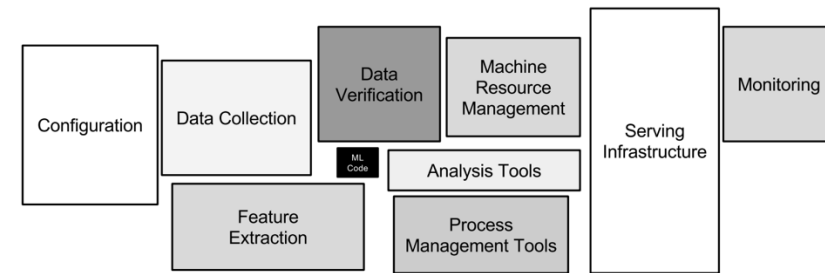 Configuration
Data Collection
Data
Verification
Machine
Resource
Management
Serving
Infrastructure
Monitoring
ML
Code
Analysis Tools
Feature
Extraction
Process
Management Tools